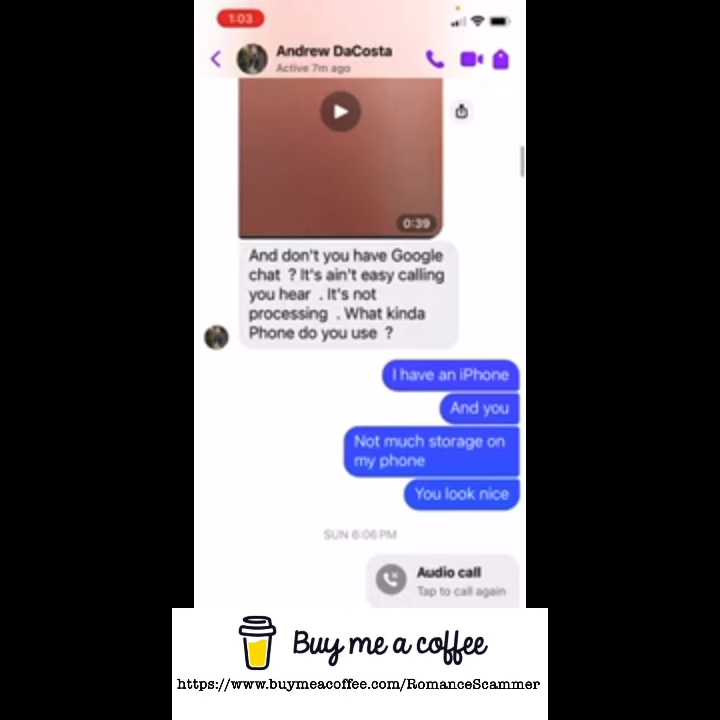 1:03
Andrew DaCosta
Active 7m ago
0:39
And don't you have Google
chat ? It's ain't easy calling
you hear . It's not
processing . What kinda
Phone do you use ?
I have an iPhone
And you
Not much storage on
my phone
You look nice
SUN 6:06 PM
Audio call
Tap to call again
Buy me a coffee
https://www.buymeacoffee.com/RomanceScammer